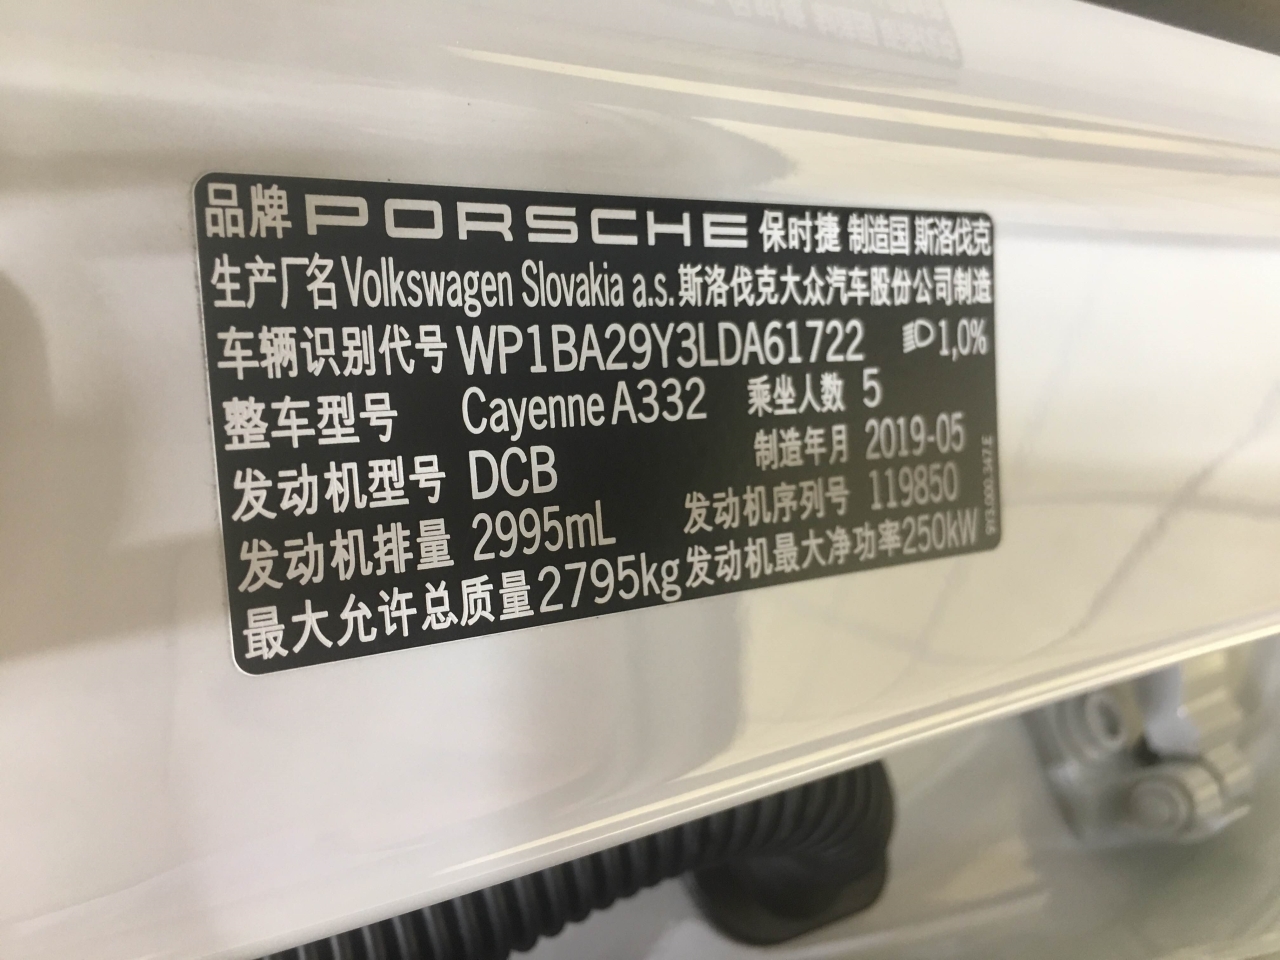 品牌 PORSCHE 保时捷 制造国 斯洛伐克
生产厂名 Volkswagen Slovakia a.s. 斯洛伐克大众汽车股份公司制造
车辆识别代号 WP1BA29Y3LDA61722 1,0%
整车型号 Cayenne A332 乘坐人数 5
发动机型号 DCB 制造年月 2019-05
发动机排量 2995mL 发动机序列号 119850
最大允许总质量 2795kg 发动机最大净功率 250kW